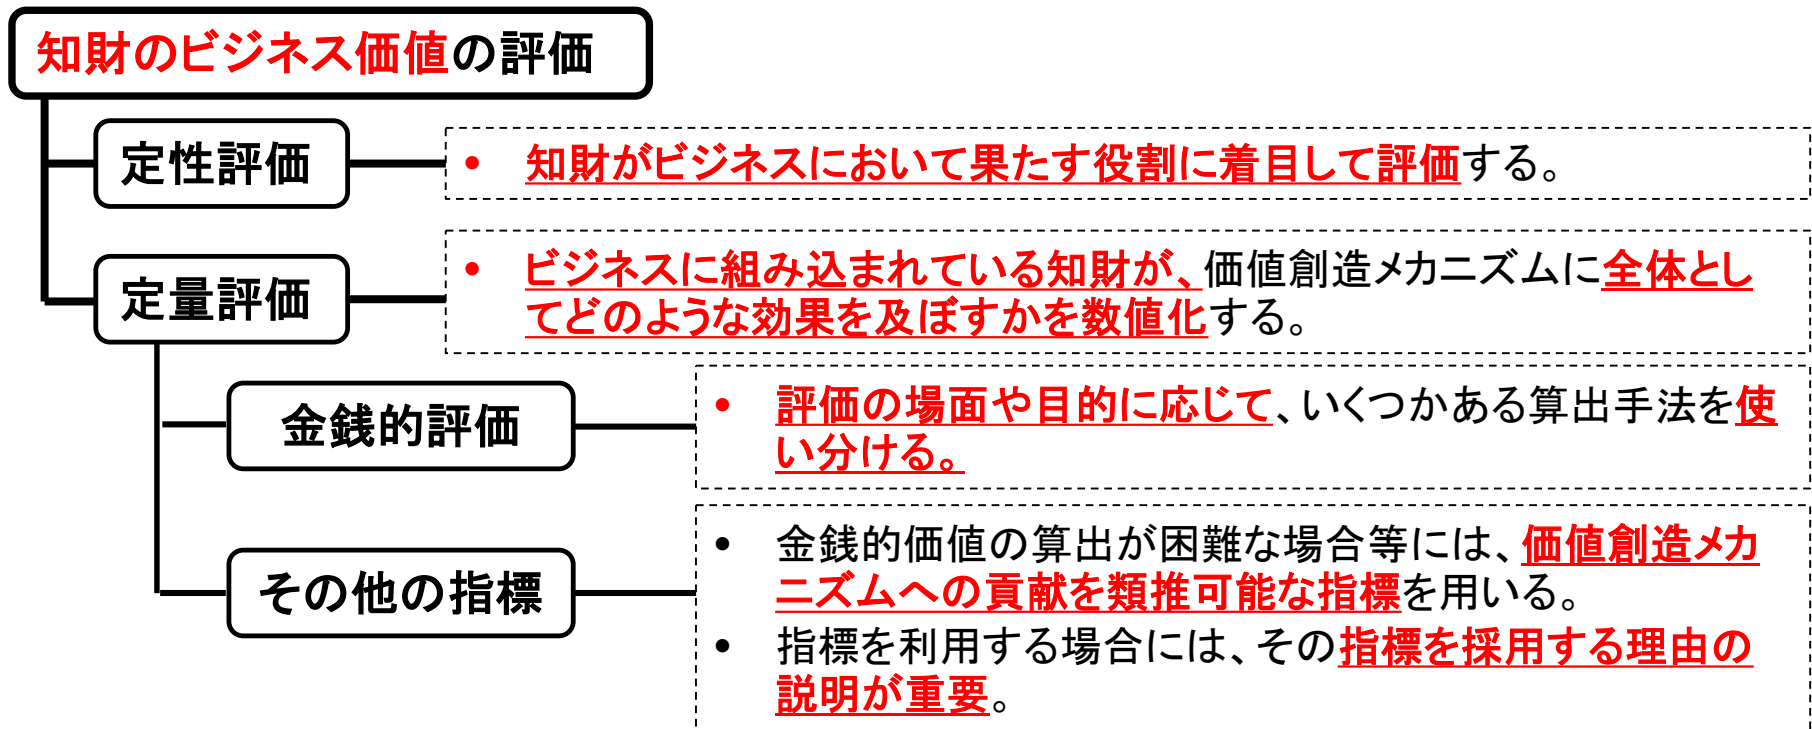 知財のビジネス価値の評価
定性評価
• 知財がビジネスにおいて果たす役割に着目して評価する。
定量評価
• ビジネスに組み込まれている知財が、価値創造メカニズムに全体とし
てどのような効果を及ぼすかを数値化する。
金銭的評価
• 評価の場面や目的に応じて、いくつかある算出手法を使
い分ける。
その他の指標
• 金銭的価値の算出が困難な場合等には、価値創造メカ
ニズムへの貢献を類推可能な指標を用いる。
• 指標を利用する場合には、その指標を採用する理由の
説明が重要。